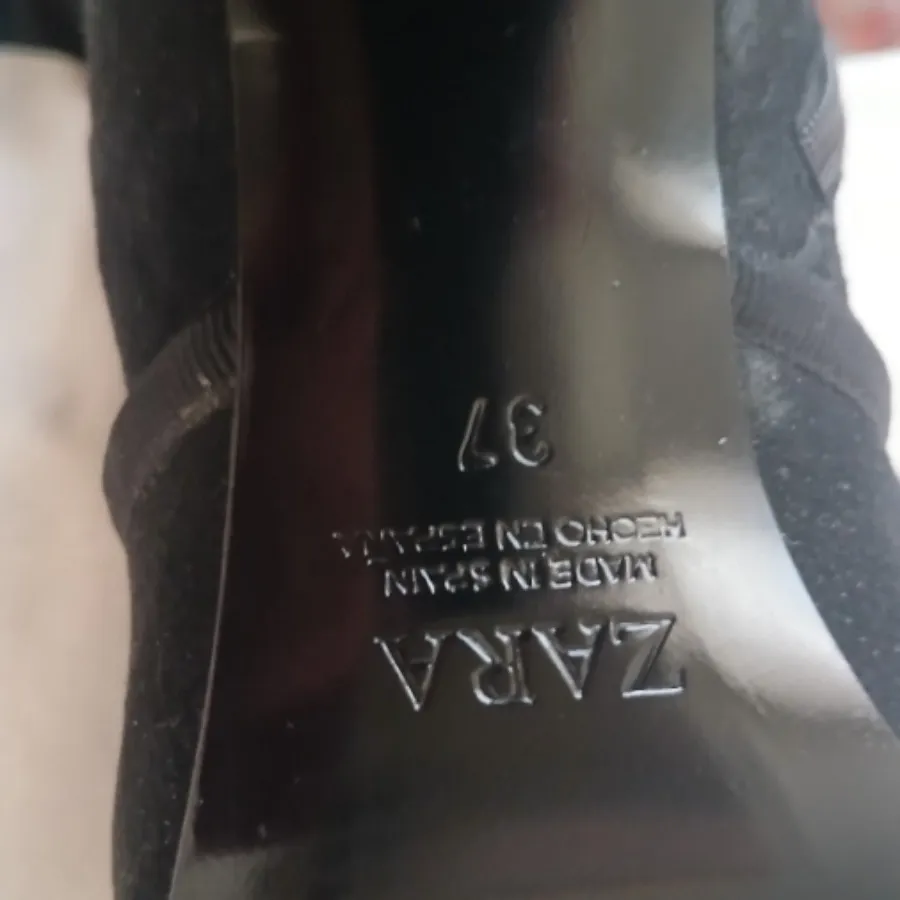 ZARA
MADE IN SPAIN
HECHO EN ESPAÑA
37